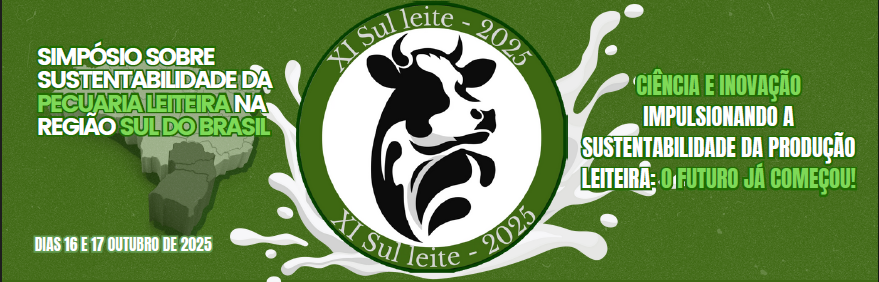 SIMPÓSIO SOBRE
SUSTENTABILIDADE DA
PECUARIA LEITEIRA NA
REGIÃO SUL DO BRASIL
DIAS 16 E 17 OUTUBRO DE 2025
XI Sul leite - 2025
XI Sul leite - 2025
CIÊNCIA E INOVAÇÃO
IMPULSIONANDO A
SUSTENTABILIDADE DA PRODUÇÃO
LEITEIRA: O FUTURO JÁ COMEÇOU!